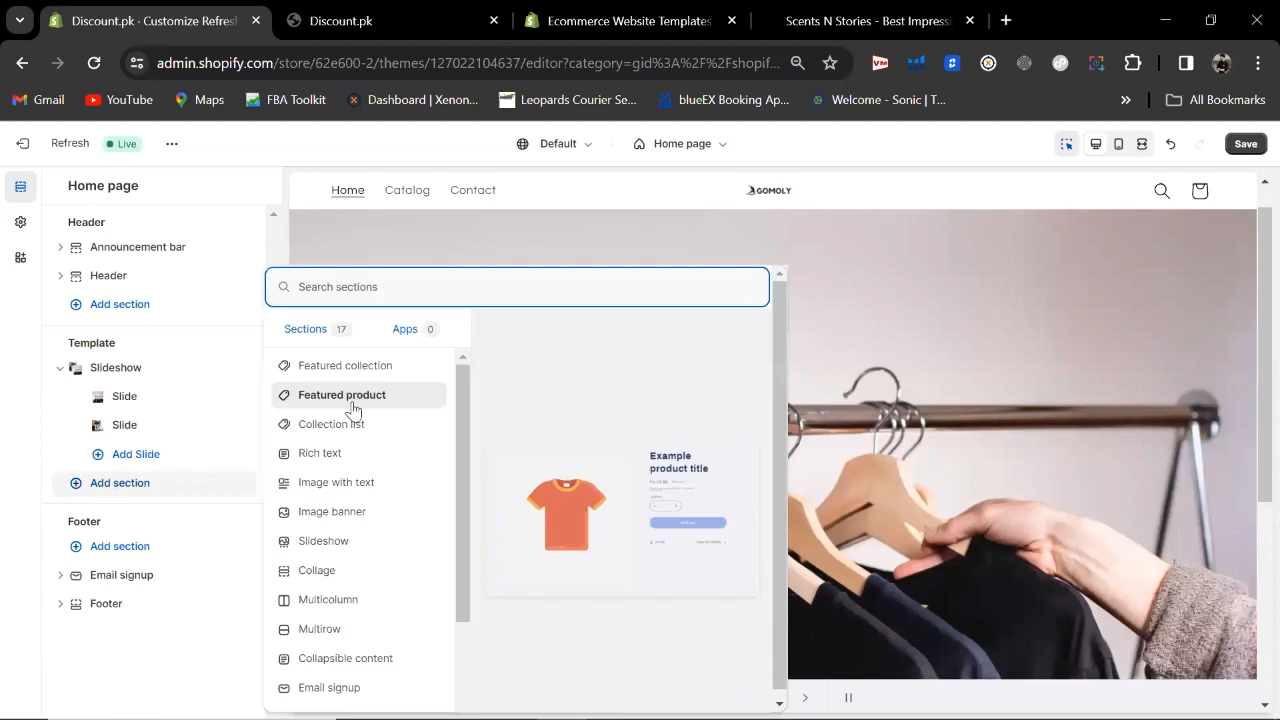 Discount.pk · Customize Refresh
Discount.pk
Ecommerce Website Templates
Scents N Stories - Best Impressi
admin.shopify.com/store/62e600-2/themes/127022104637/editor?category=gid%3A%2F%2Fshopif...
Gmail
YouTube
Maps
FBA Toolkit
Dashboard | Xenon...
Leopards Courier Se...
blueEX Booking Ap...
Welcome - Sonic | T...
All Bookmarks
Refresh
Live
Default
Home page
Save
Home page
Header
Announcement bar
Header
Add section
Template
Slideshow
Slide
Slide
Add Slide
Add section
Footer
Add section
Email signup
Footer
Home
Catalog
Contact
GOMOLY
Search sections
Sections 17
Apps 0
Featured collection
Featured product
Collection list
Rich text
Image with text
Image banner
Slideshow
Collage
Multicolumn
Multirow
Collapsible content
Email signup
Example
product title